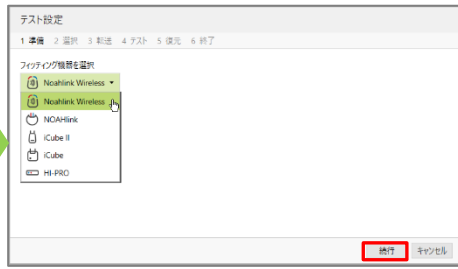 テスト設定
1 準備 2 選択 3 転送 4 テスト 5 復元 6 終了
フィッティング機器を選択
Noahlink Wireless
Noahlink Wireless
NOAHlink
iCube II
iCube
HI-PRO
続行 キャンセル